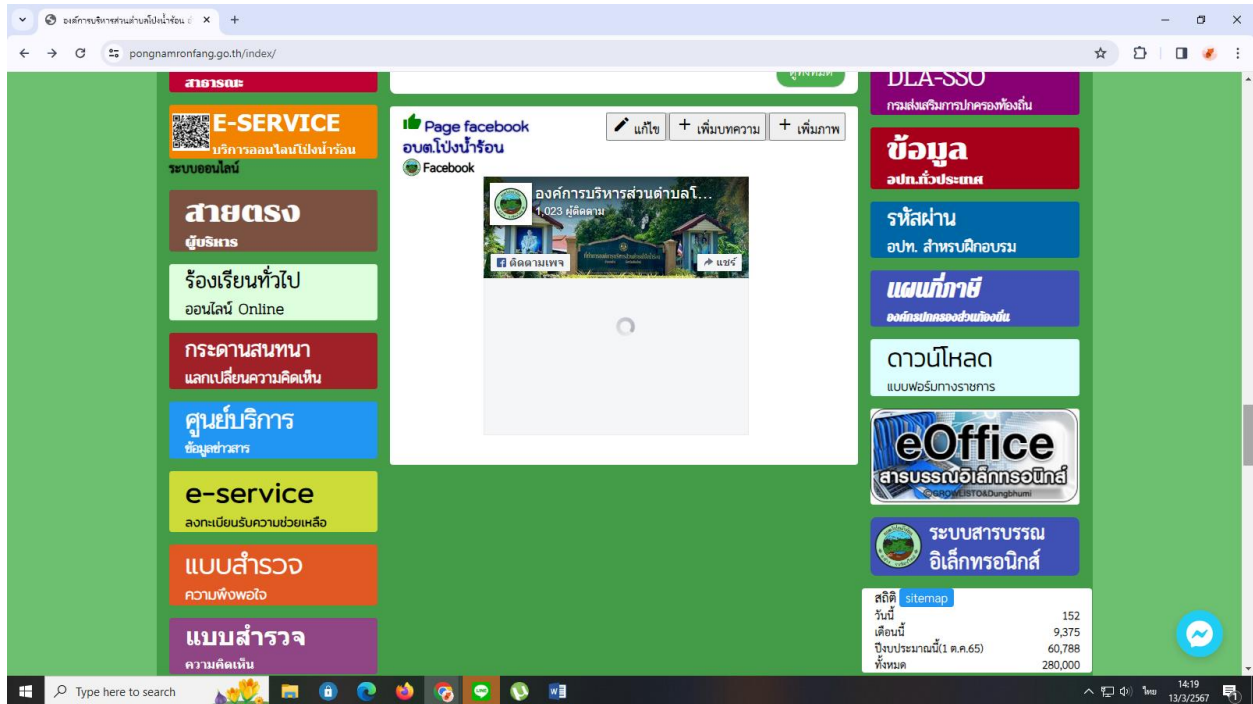 องค์การบริหารส่วนตำบลโป่งน้ำร้อน อำ
pongnamronfang.go.th/index/
สาธารณะ
E-SERVICE
บริการออนไลน์โป่งน้ำร้อน
ระบบออนไลน์
สายตรง
ผู้บริหาร
ร้องเรียนทั่วไป
ออนไลน์ Online
กระดานสนทนา
แลกเปลี่ยนความคิดเห็น
ศูนย์บริการ
ข้อมูลข่าวสาร
e-service
ลงทะเบียนรับความช่วยเหลือ
แบบสำรวจ
ความพึงพอใจ
แบบสำรวจ
ความคิดเห็น
ดูทั้งหมด
Page facebook
อบต.โป่งน้ำร้อน
แก้ไข
เพิ่มบทความ
เพิ่มภาพ
Facebook
องค์การบริหารส่วนตำบลโ...
1,023 ผู้ติดตาม
ติดตามเพจ
แชร์
DLA-SSO
กรมส่งเสริมการปกครองท้องถิ่น
ข้อมูล
อปท.ทั่วประเทศ
รหัสผ่าน
อปท. สำหรบฝึกอบรม
แผนที่ภาษี
องค์กรปกครองส่วนท้องถิ่น
ดาวน์โหลด
แบบฟอร์มทางราชการ
eOffice
สารบรรณอิเล็กทรอนิกส์
©GROWLISTO&Dungbhumi
ระบบสารบรรณ
อิเล็กทรอนิกส์
สถิติ sitemap
วันนี้ 152
เดือนนี้ 9,375
ปีงบประมาณนี้(1 ต.ค.65) 60,788
ทั้งหมด 280,000
Type here to search
LINE
ไทย
14:19
13/3/2567